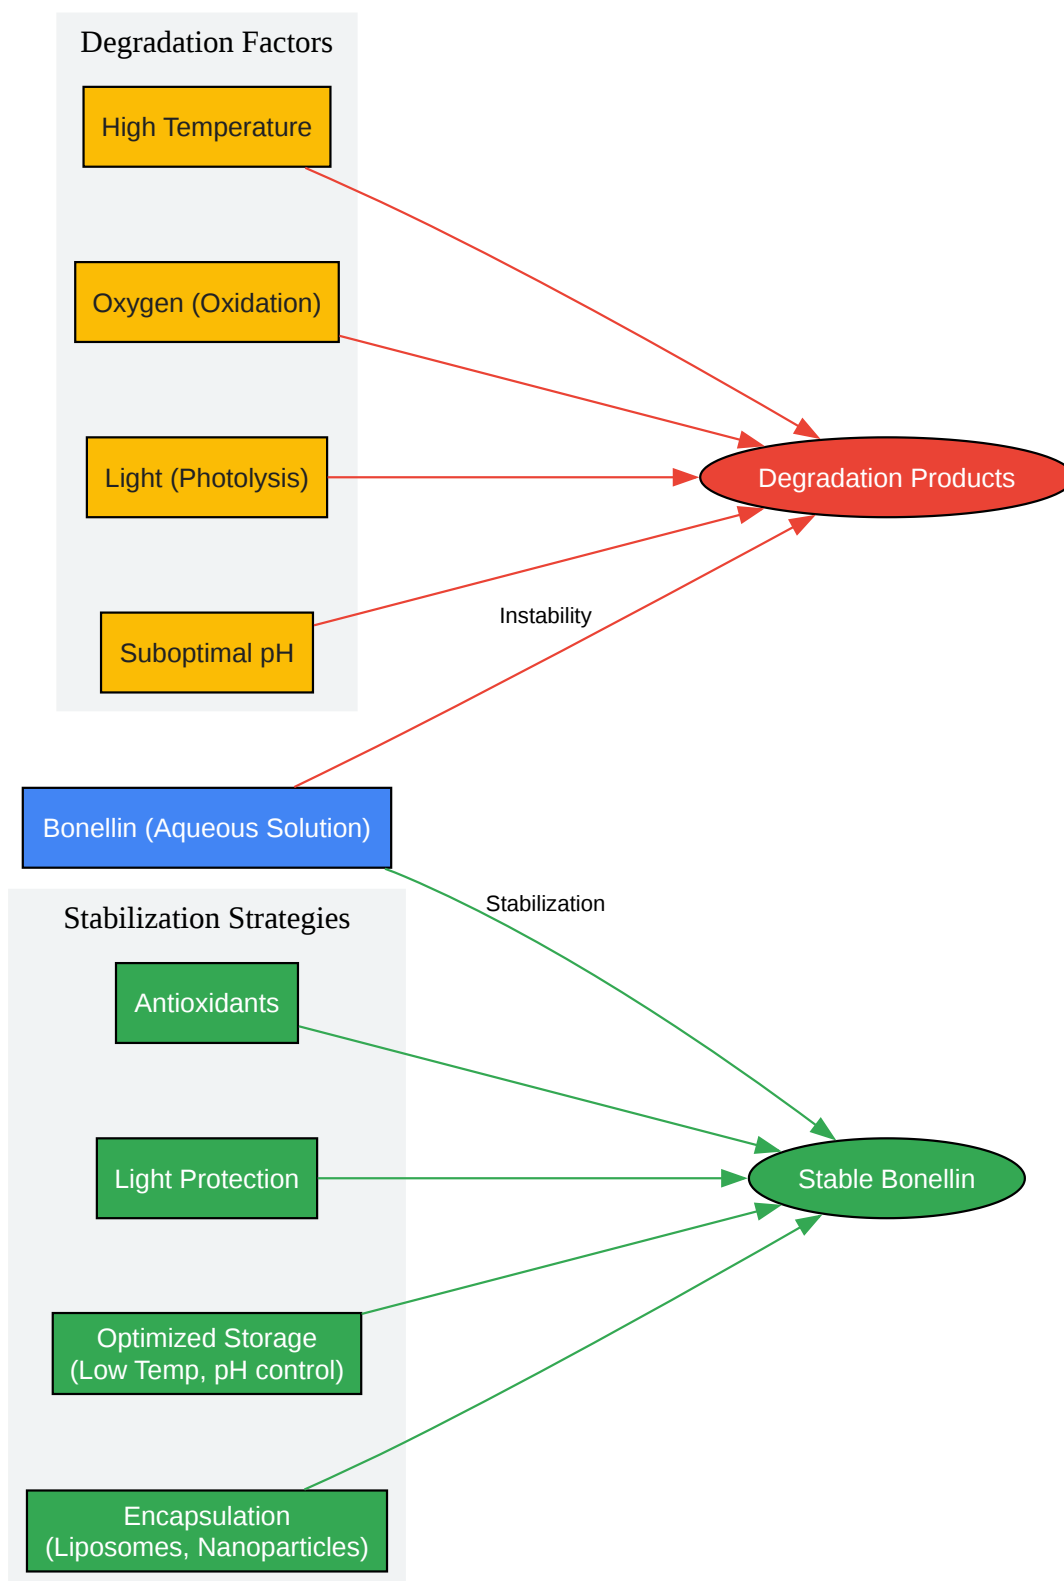 Degradation Factors
High Temperature
Oxygen (Oxidation)
Light (Photolysis)
Degradation Products
Instability
Suboptimal pH
Bonellin (Aqueous Solution)
Stabilization
Stabilization Strategies
Antioxidants
Light Protection
Stable Bonellin
Optimized Storage
(Low Temp, pH control)
Encapsulation
(Liposomes, Nanoparticles)